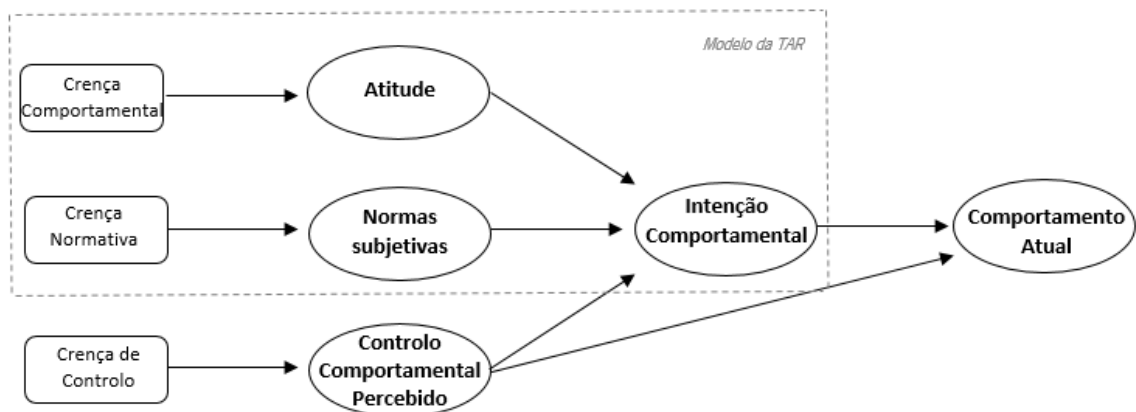 Modelo da TAR
Crença
Comportamental
Atitude
Crença
Normativa
Normas
subjetivas
Intenção
Comportamental
Comportamento
Atual
Crença de
Controlo
Controlo
Comportamental
Percebido